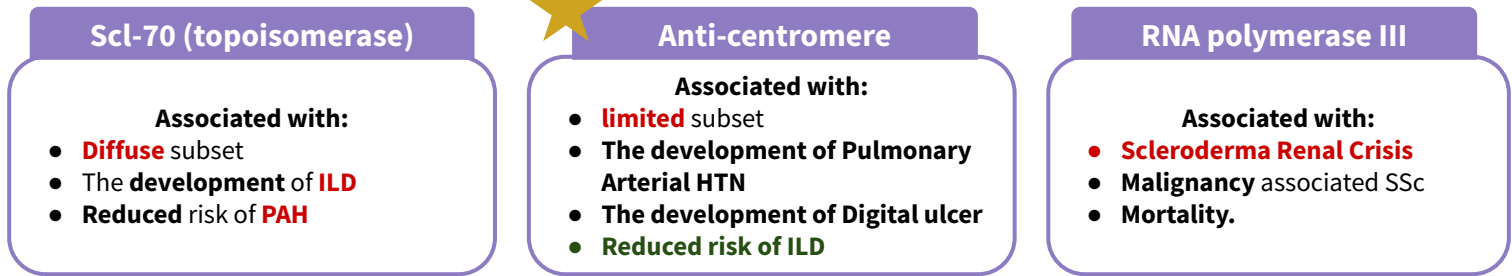 Scl-70 (topoisomerase)
Associated with:
● Diffuse subset
● The development of ILD
● Reduced risk of PAH
Anti-centromere
Associated with:
● limited subset
● The development of Pulmonary
Arterial HTN
● The development of Digital ulcer
● Reduced risk of ILD
RNA polymerase III
Associated with:
● Scleroderma Renal Crisis
● Malignancy associated SSc
● Mortality.